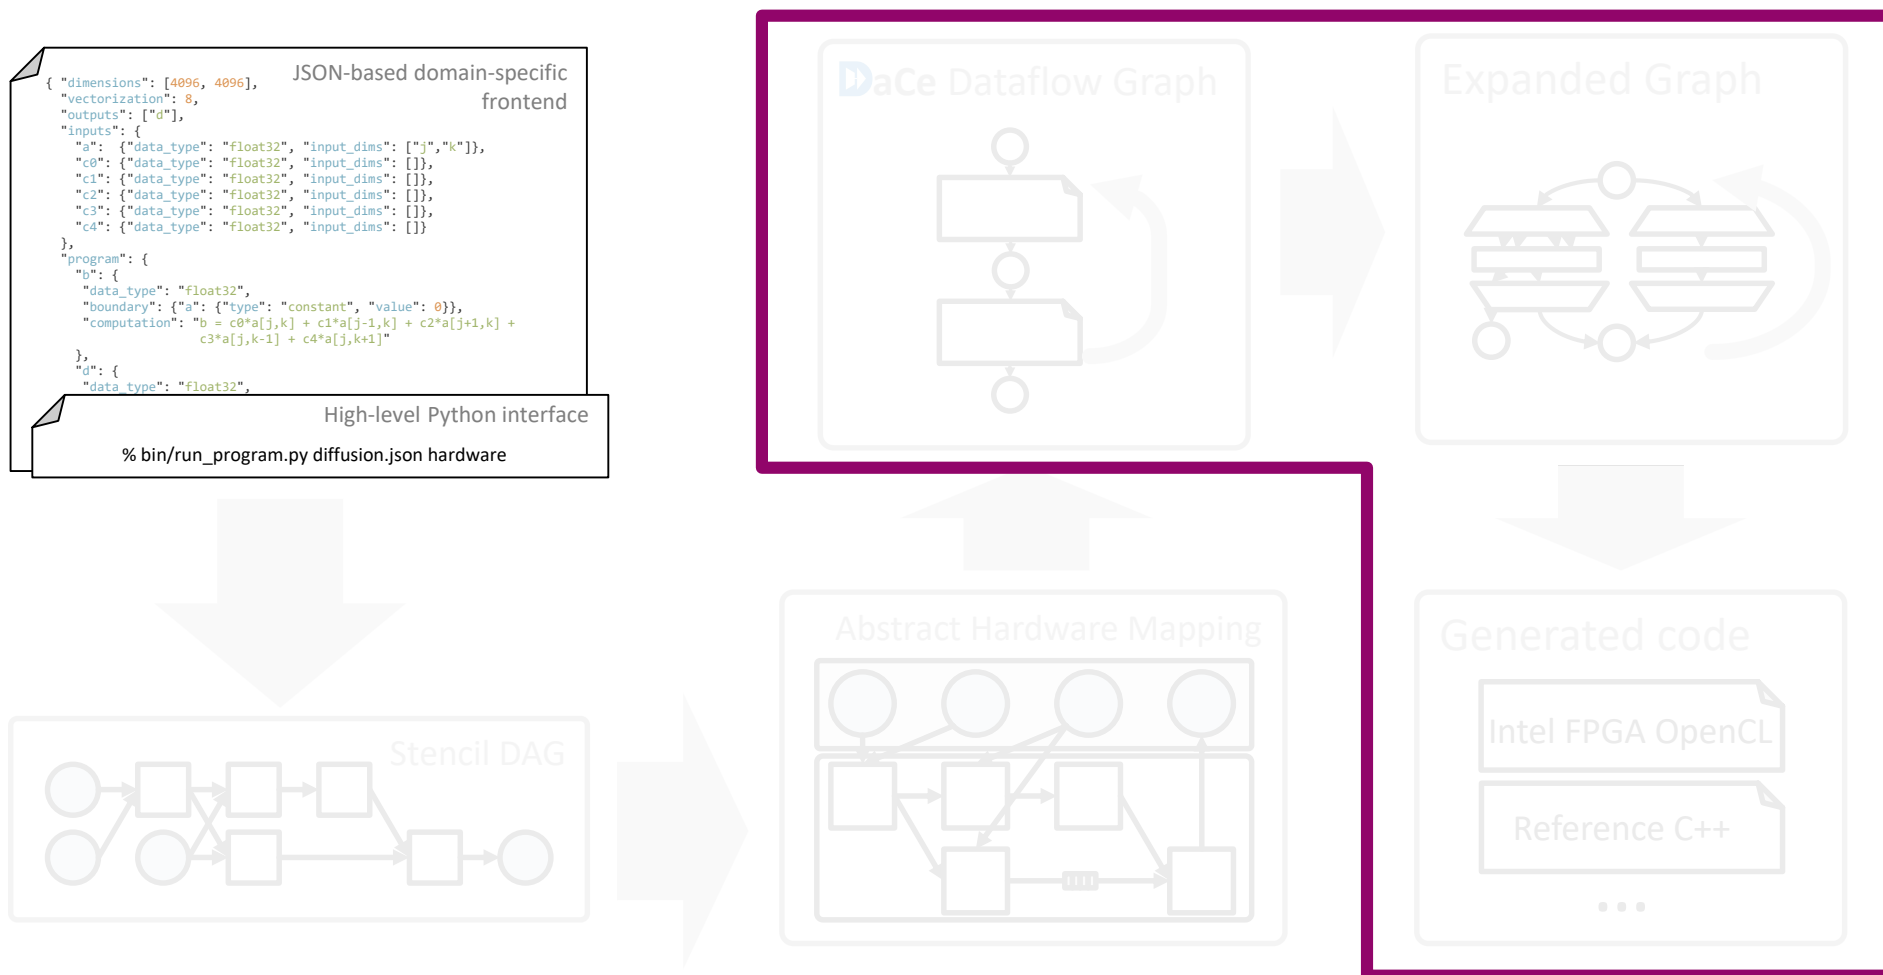 JSON-based domain-specific
frontend
{ "dimensions": [4096, 4096],
"vectorization": 8,
"outputs": ["d"],
"inputs": {
"a":  {"data_type": "float32", "input_dims": ["j","k"]},
"c0": {"data_type": "float32", "input_dims": []},
"c1": {"data_type": "float32", "input_dims": []},
"c2": {"data_type": "float32", "input_dims": []},
"c3": {"data_type": "float32", "input_dims": []},
"c4": {"data_type": "float32", "input_dims": []}
},
"program": {
"b": {
"data_type": "float32",
"boundary": {"a": {"type": "constant", "value": 0}},
"computation": "b = c0*a[j,k] + c1*a[j-1,k] + c2*a[j+1,k] +
c3*a[j,k-1] + c4*a[j,k+1]"
},
"d": {
"data_type": "float32",
High-level Python interface
% bin/run_program.py diffusion.json hardware
Stencil DAG
Abstract Hardware Mapping
DaCe Dataflow Graph
Expanded Graph
Generated code
Intel FPGA OpenCL
Reference C++
...